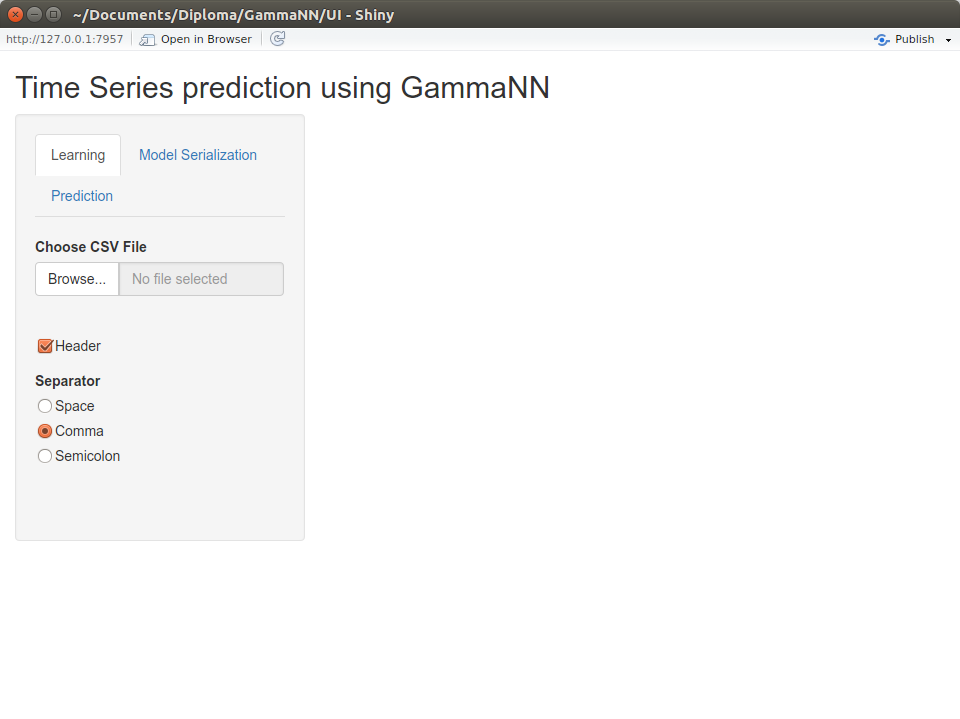 ~/Documents/Diploma/GammaNN/UI - Shiny
http://127.0.0.1:7957 Open in Browser Publish
Time Series prediction using GammaNN
Learning Model Serialization
Prediction
Choose CSV File
Browse... No file selected
Header
Separator
Space
Comma
Semicolon